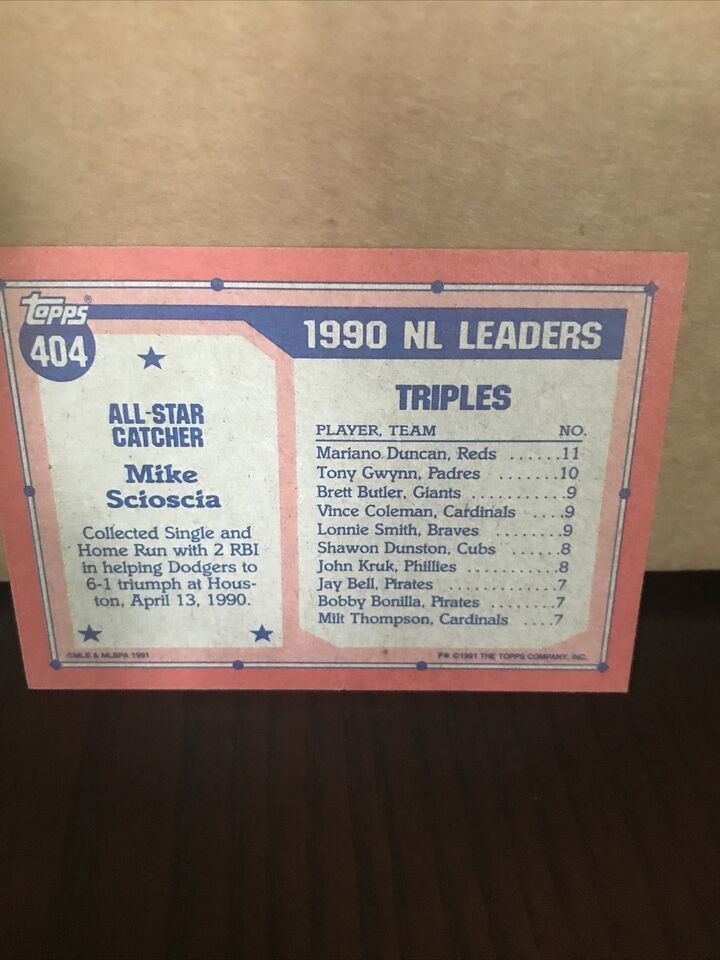 Topps®
404
ALL-STAR
CATCHER
Mike
Scioscia
Collected Single and
Home Run with 2 RBI
in helping Dodgers to
6-1 triumph at Hous-
ton, April 13, 1990.
©MLB & MLBPA 1991
1990 NL LEADERS
TRIPLES
PLAYER, TEAM NO.
Mariano Duncan, Reds ......11
Tony Gwynn, Padres .......10
Brett Butler, Giants ...........9
Vince Coleman, Cardinals ....9
Lonnie Smith, Braves ........9
Shawon Dunston, Cubs ......8
John Kruk, Phillies ............8
Jay Bell, Pirates ...............7
Bobby Bonilla, Pirates ........7
Milt Thompson, Cardinals ....7
P® ©1991 THE TOPPS COMPANY, INC.